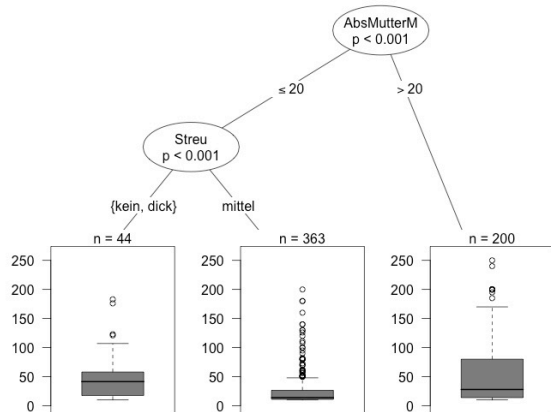 AbsMutterM
p < 0.001
≤ 20
> 20
Streu
p < 0.001
{kein, dick}
mittel
n = 44
n = 363
n = 200
250
200
150
100
50
0
250
200
150
100
50
0
250
200
150
100
50
0